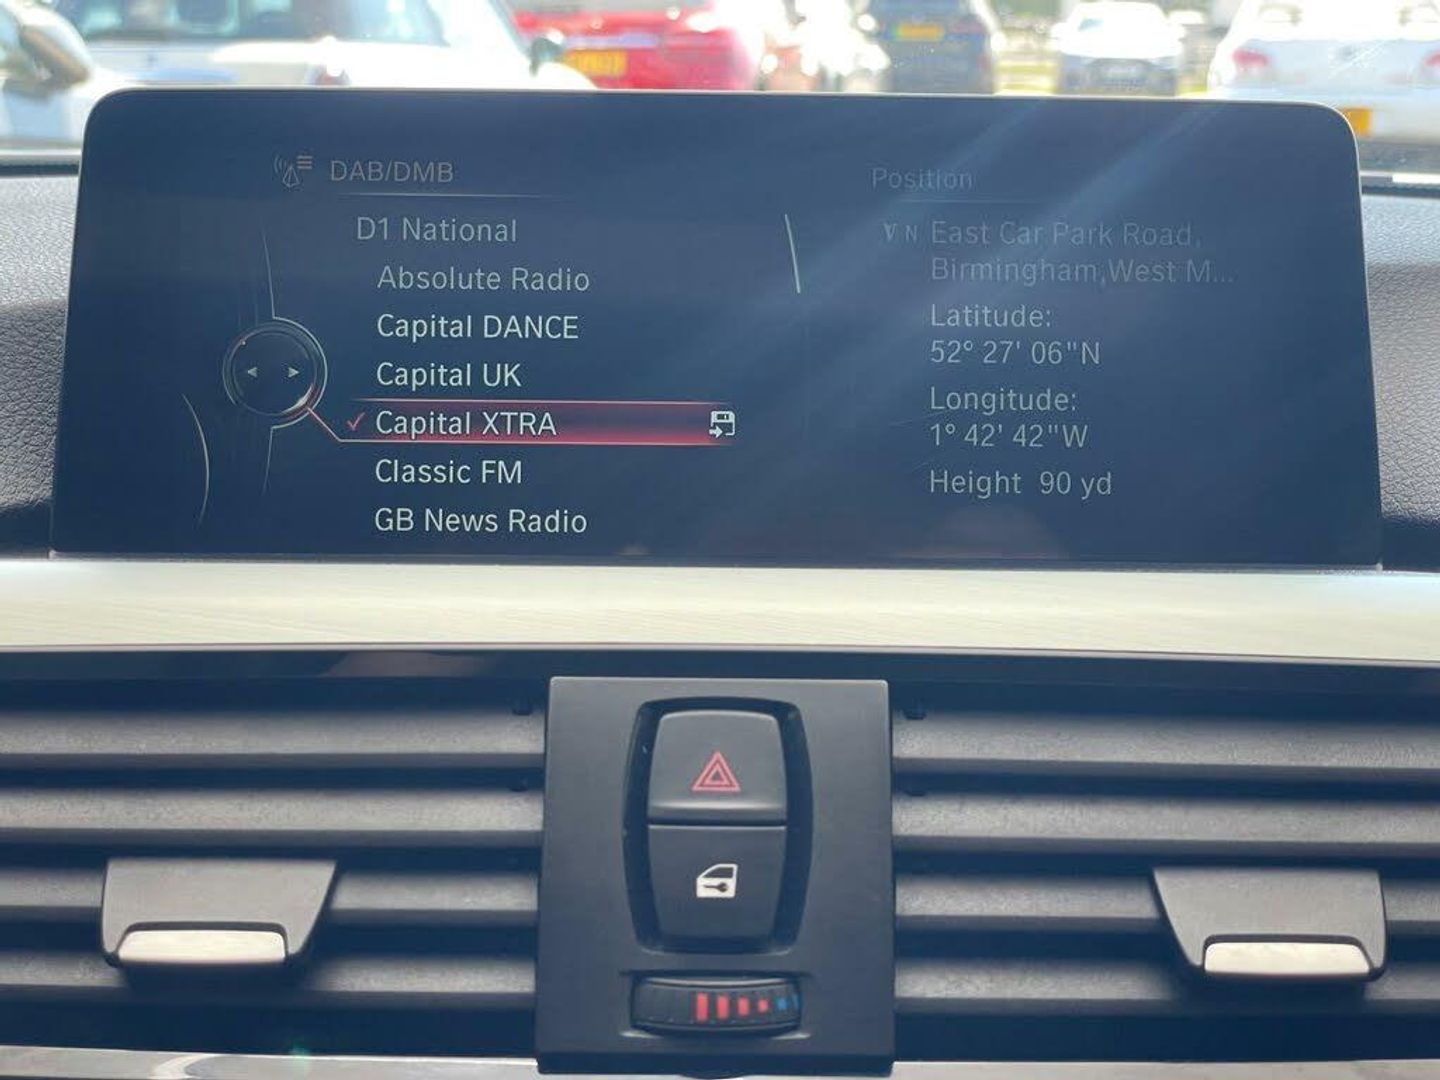 DAB/DMB
D1 National
Absolute Radio
Capital DANCE
Capital UK
✓ Capital XTRA
Classic FM
GB News Radio
Position
N East Car Park Road,
Birmingham,West M...
Latitude:
52° 27' 06"N
Longitude:
1° 42' 42"W
Height 90 yd